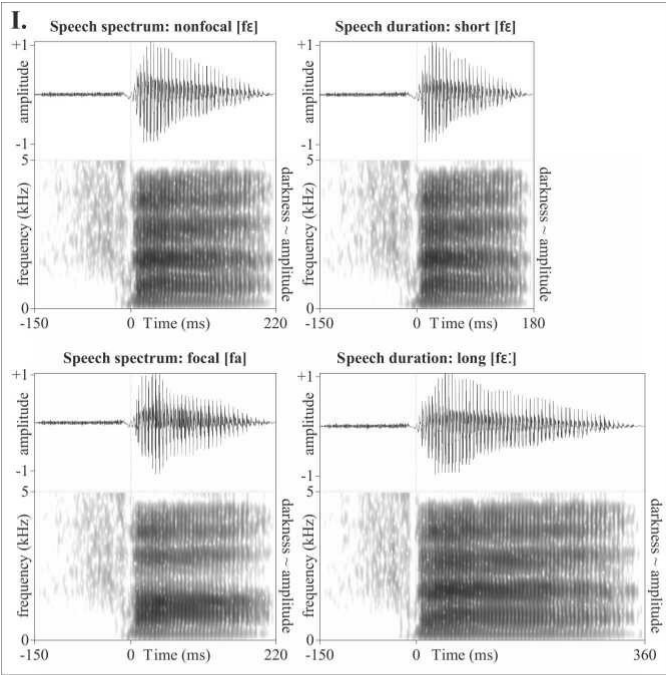 I.
Speech spectrum: nonfocal [fɛ]
+1
amplitude
-1
5
frequency (kHz)
0
darkness ~ amplitude
-150 0 Time (ms) 220
Speech duration: short [fɛ]
+1
amplitude
-1
5
frequency (kHz)
0
darkness ~ amplitude
-150 0 Time (ms) 180
Speech spectrum: focal [fa]
+1
amplitude
-1
5
frequency (kHz)
0
darkness ~ amplitude
-150 0 Time (ms) 220
Speech duration: long [fɛː]
+1
amplitude
-1
5
frequency (kHz)
0
darkness ~ amplitude
-150 0 Time (ms) 360